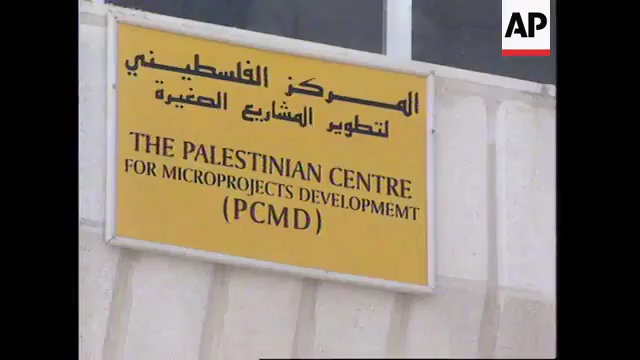 AP
المركز الفلسطيني
لتطوير المشاريع الصغيرة
THE PALESTINIAN CENTRE
FOR MICROPROJECTS DEVELOPMEMT
(PCMD)